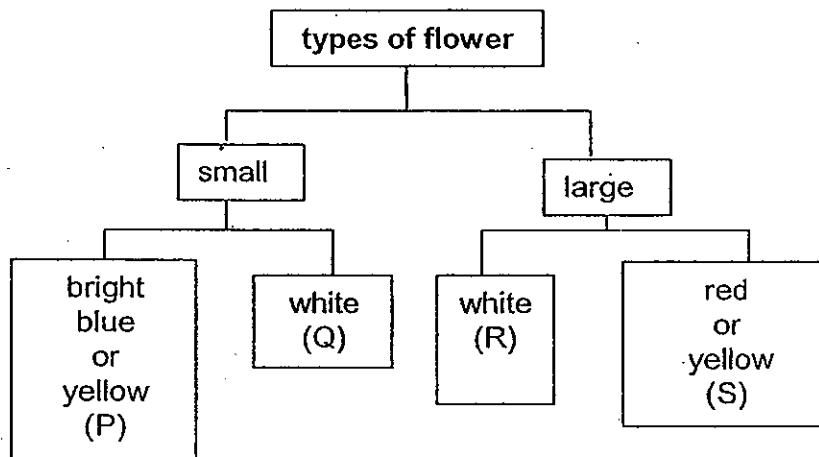 types of flower
small
large
bright
blue
or
yellow
(P)
white
(Q)
white
(R)
red
or
yellow
(S)